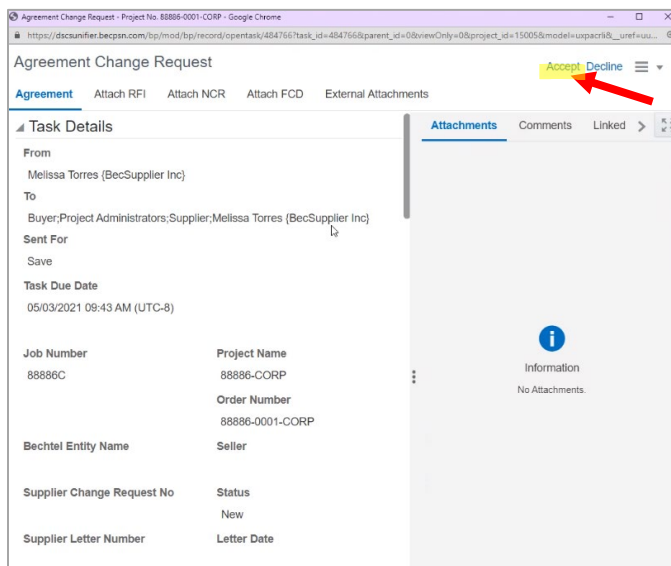 Agreement Change Request - Project No. 88886-0001-CORP - Google Chrome
https://dscsunifier.becpsn.com/bp/mod/bp/record/opentask/484766?task_id=484766&parent_id=0&viewOnly=0&project_id=15005&model=uxpacrli&_uref=uu...
Agreement Change Request
Accept Decline
Agreement Attach RFI Attach NCR Attach FCD External Attachments
Task Details
Attachments Comments Linked
From
Melissa Torres {BecSupplier Inc}
To
Buyer;Project Administrators;Supplier;Melissa Torres {BecSupplier Inc}
Sent For
Save
Task Due Date
05/03/2021 09:43 AM (UTC-8)
Information
No Attachments.
Job Number Project Name
88886C 88886-CORP
Order Number
88886-0001-CORP
Bechtel Entity Name Seller
Supplier Change Request No Status
New
Supplier Letter Number Letter Date